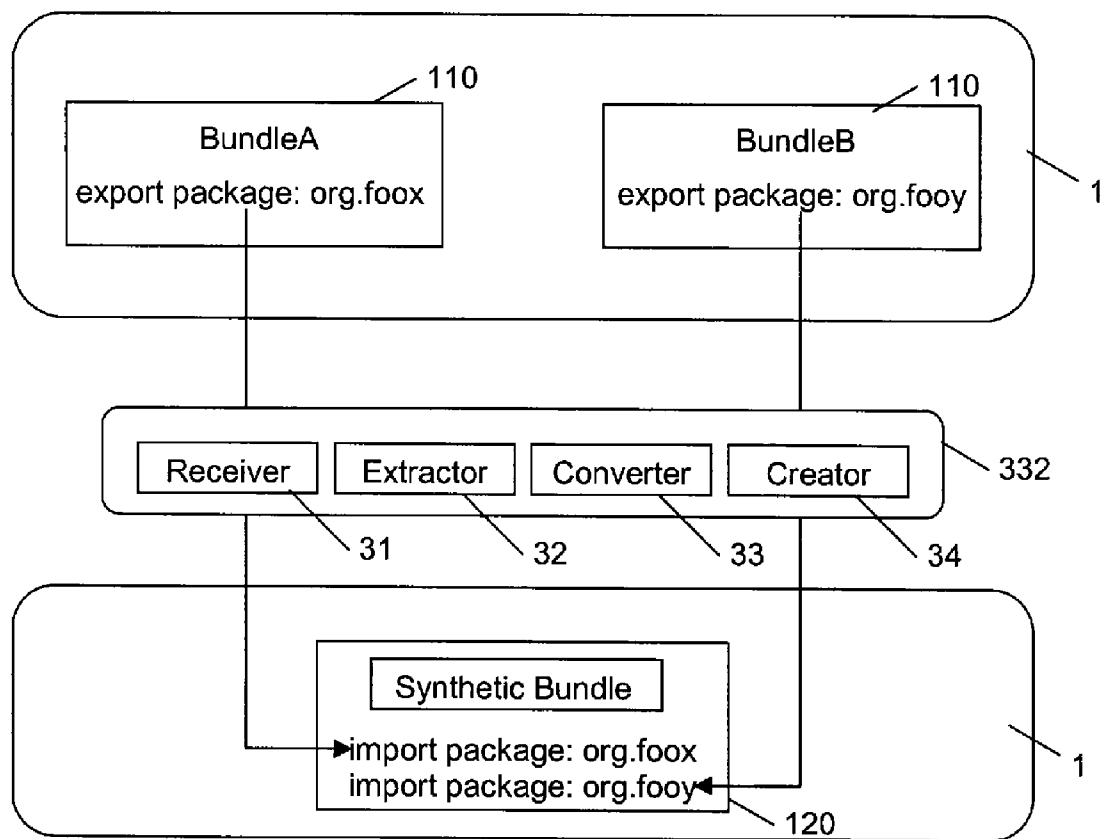 110
110
BundleA
export package: org.foox
BundleB
export package: org.fooy
1
Receiver
Extractor
Converter
Creator
332
31
32
33
34
Synthetic Bundle
import package: org.foox
import package: org.fooy
1
120